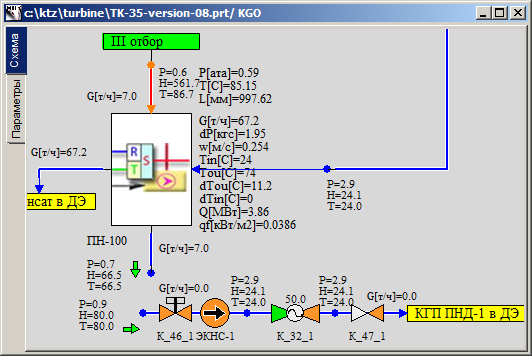 c:\ktz\turbine\TK-35-version-08.prt/ KGO
Схема
Параметры
III отбор
P=0.6
H=561.7
T=86.7
G[т/ч]=7.0
P[ата]=0.59
T[C]=85.15
L[мм]=997.62
G[т/ч]=67.2
dP[кгс]=1.95
w[м/с]=0.254
Tin[C]=24
Tou[C]=74
dTou[C]=11.2
dTin[C]=0
Q[МВт]=3.86
qf[кВт/м2]=0.0386
R
T
S
G[т/ч]=67.2
нсат в ДЭ
P=2.9
H=24.1
T=24.0
ПН-100
G[т/ч]=7.0
P=0.7
H=66.5
T=66.5
P=0.9
H=80.0
T=80.0
G[т/ч]=0.0
P=2.9
H=24.1
T=24.0
50.0
P=2.9
H=24.1
T=24.0
G[т/ч]=0.0
КГП ПНД-1 в ДЭ
К_46_1
ЭКНС-1
К_32_1
К_47_1